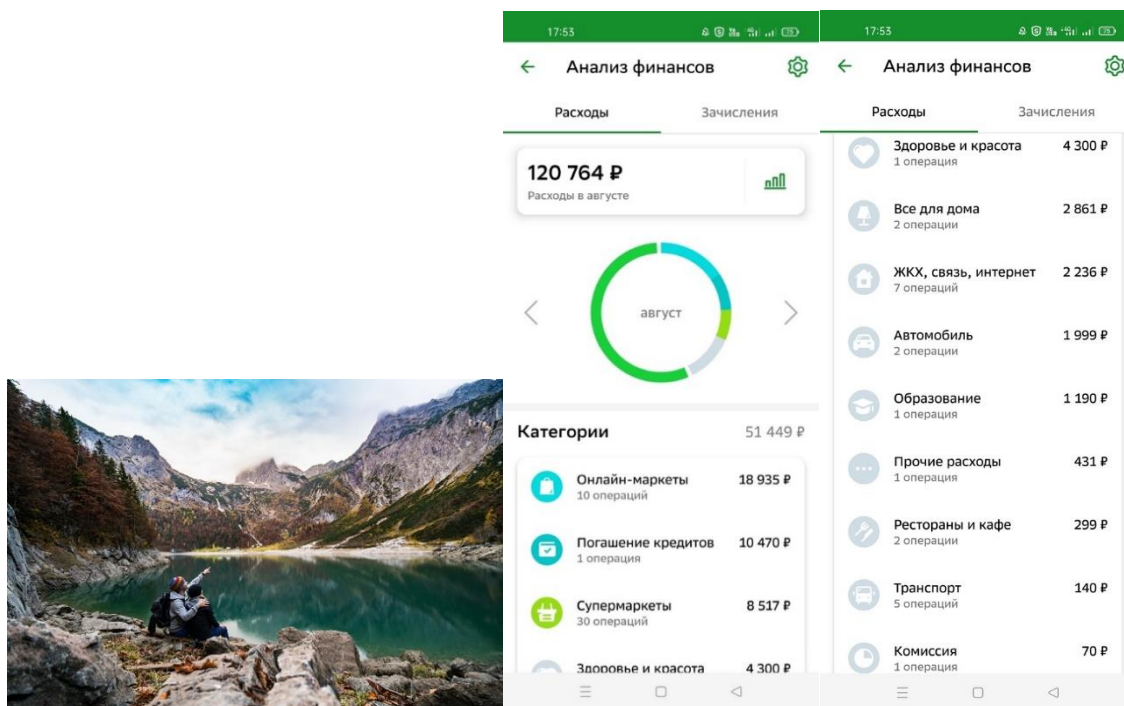 17:53
Анализ финансов
Расходы
Зачисления
120 764 ₽
Расходы в августе
август
Категории
51 449 ₽
Онлайн-маркеты
18 935 ₽
10 операций
Погашение кредитов
10 470 ₽
1 операция
Супермаркеты
8 517 ₽
30 операций
Здоровье и красота
4 300 ₽
17:53
Анализ финансов
Расходы
Зачисления
Здоровье и красота
4 300 ₽
1 операция
Все для дома
2 861 ₽
2 операции
ЖКХ, связь, интернет
2 236 ₽
7 операций
Автомобиль
1 999 ₽
2 операции
Образование
1 190 ₽
1 операция
Прочие расходы
431 ₽
1 операция
Рестораны и кафе
299 ₽
2 операции
Транспорт
140 ₽
5 операций
Комиссия
70 ₽
1 операция